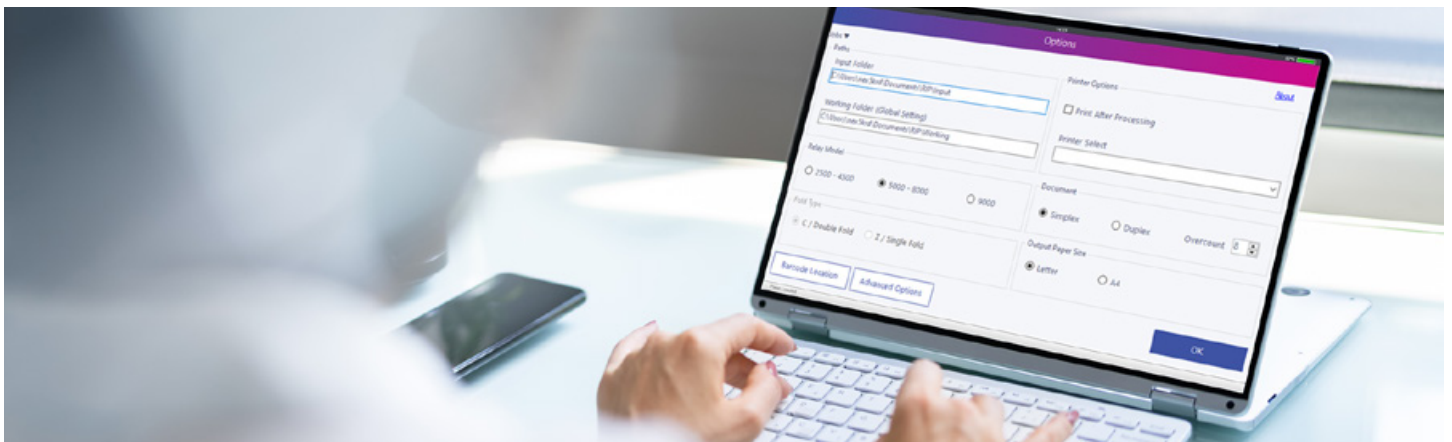 Options
Jobs ▼
Paths
Input Folder
Working Folder (Global Setting)
Relay Model
2500 - 4500
5000 - 8000
9000
Fold Type
C / Double Fold
Z / Single Fold
Barcode Location
Advanced Options
About
Printer Options
Print After Processing
Printer Select
Document
Simplex
Duplex
Overcount
Output Paper Size
Letter
A4
OK